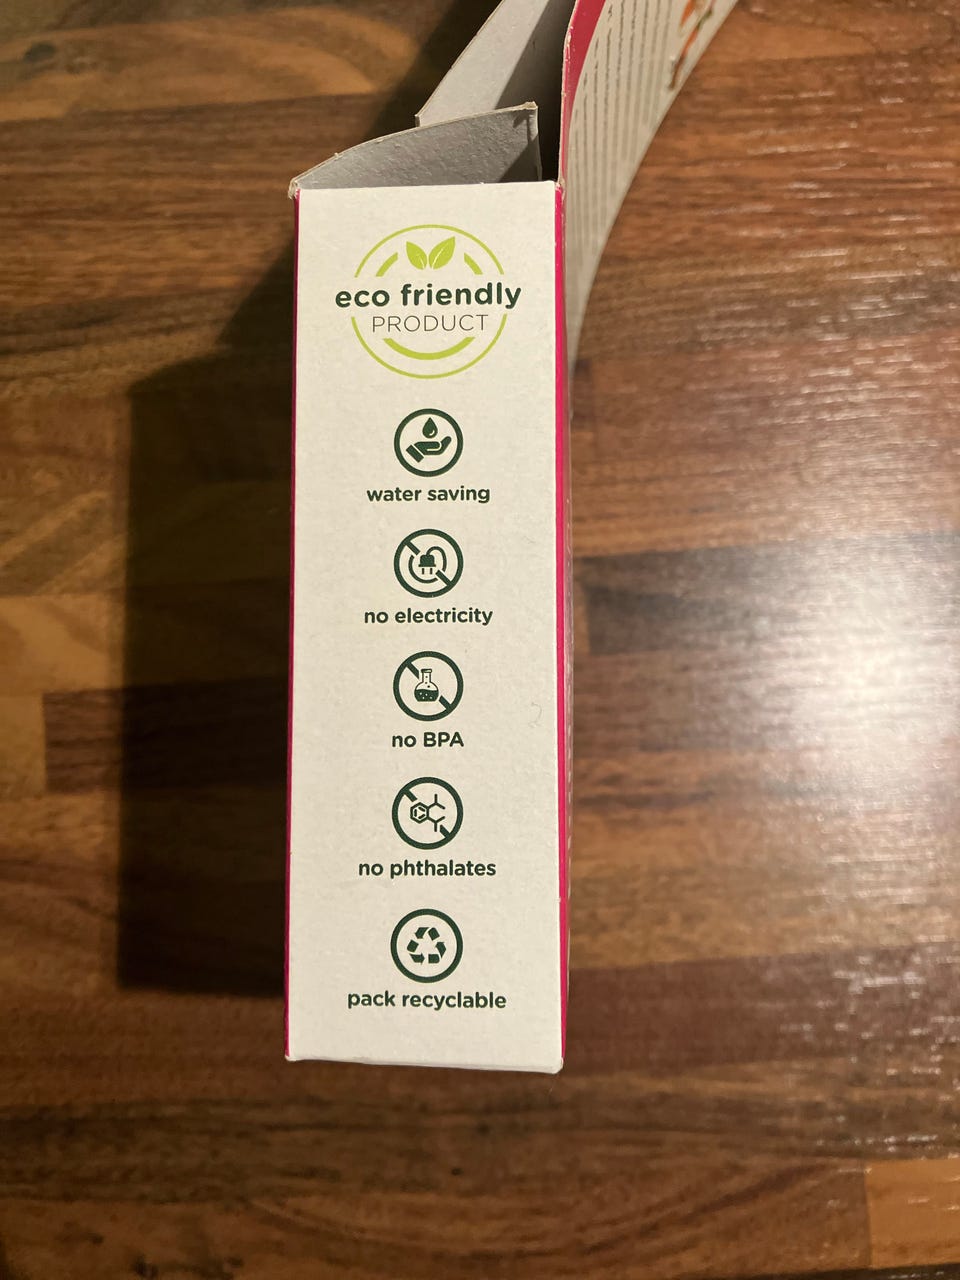 eco friendly
PRODUCT
water saving
no electricity
no BPA
no phthalates
pack recyclable